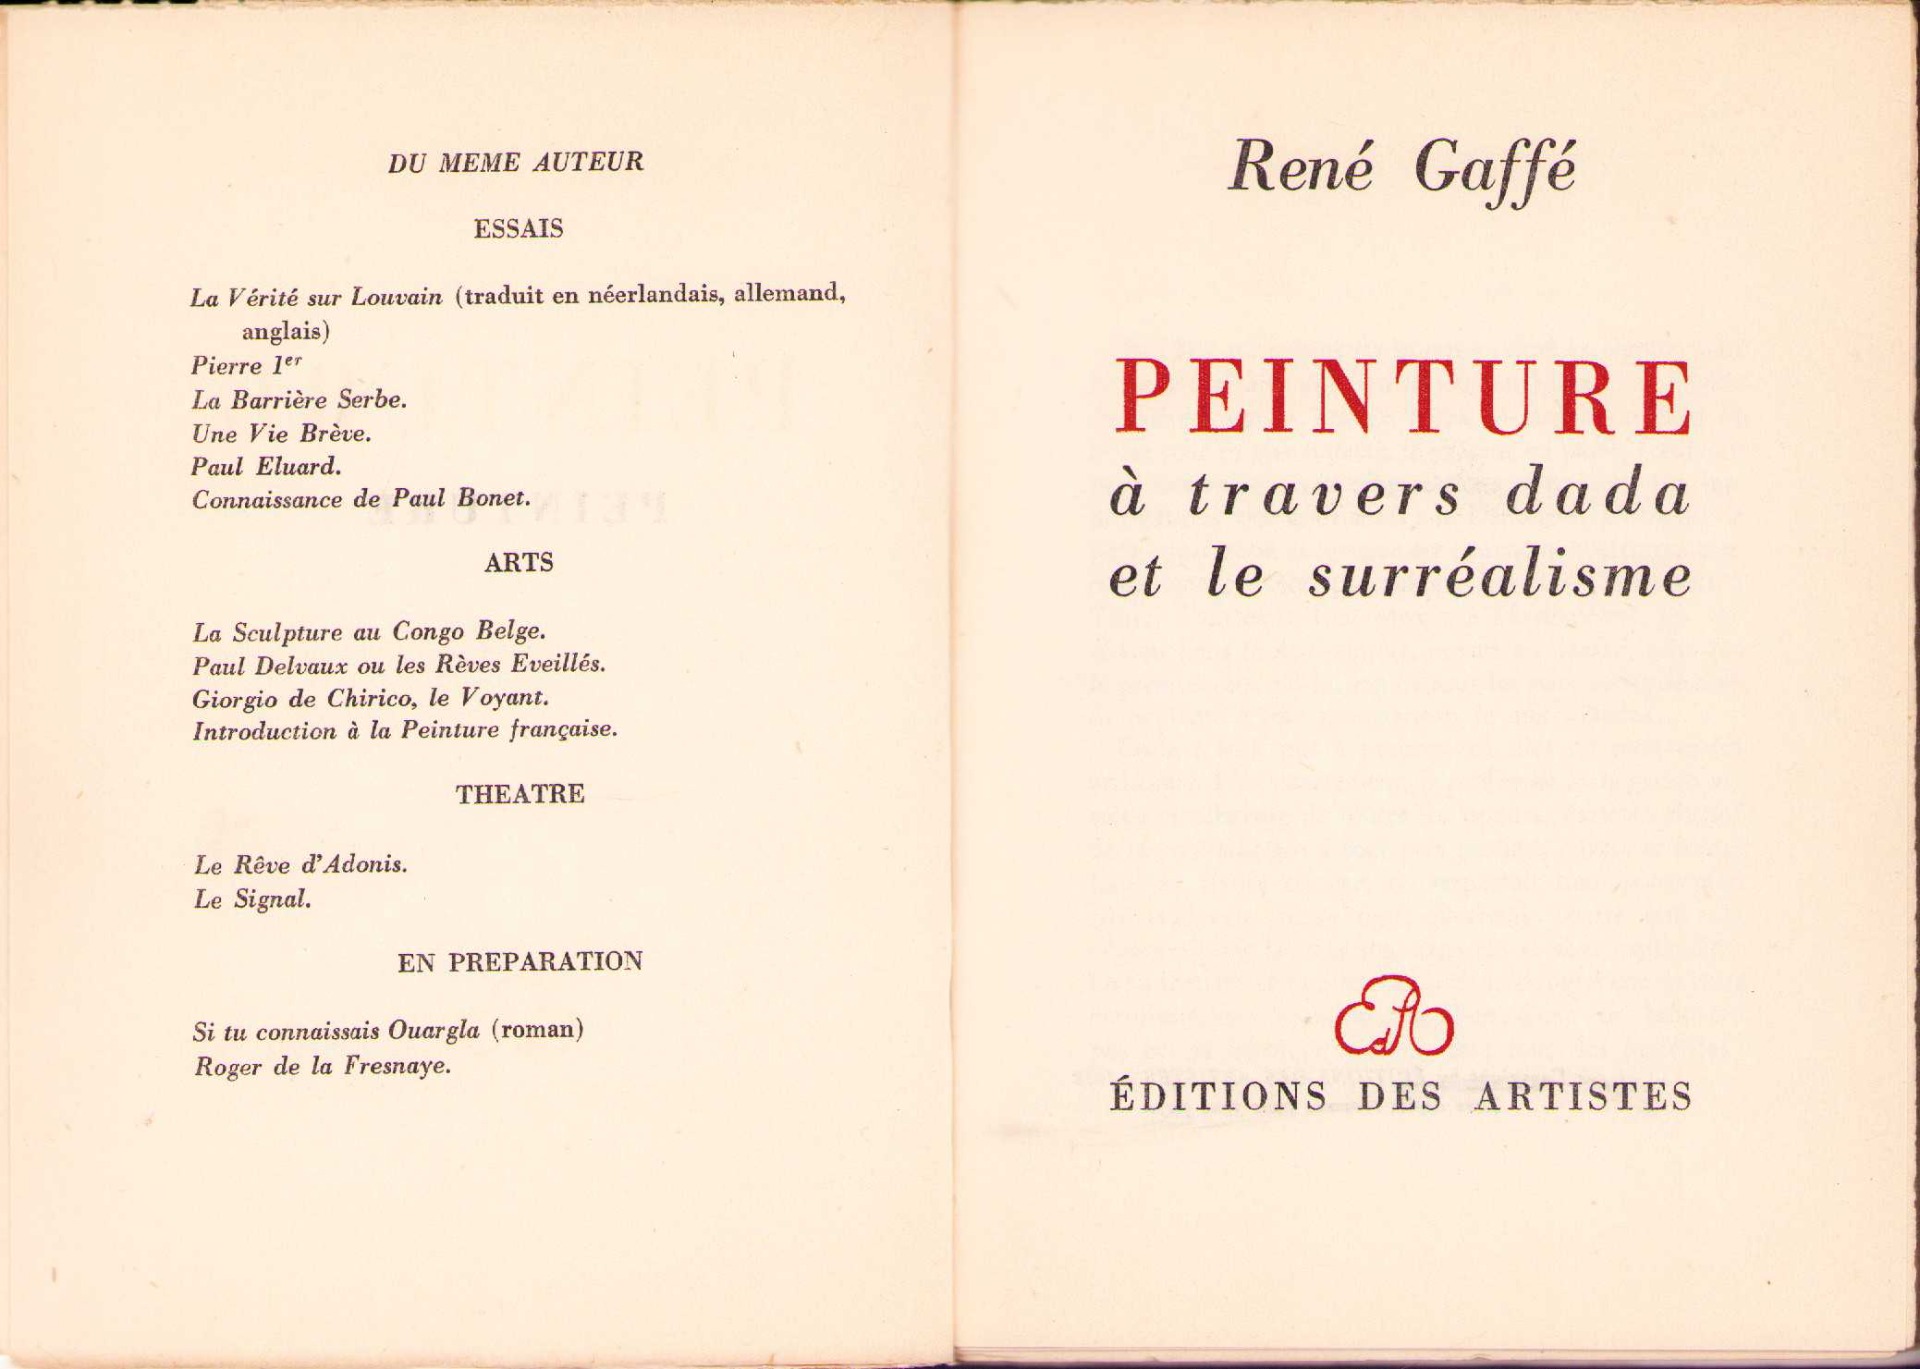 DU MEME AUTEUR
ESSAIS
La Vérité sur Louvain (traduit en néerlandais, allemand,
anglais)
Pierre 1er
La Barrière Serbe.
Une Vie Brève.
Paul Eluard.
Connaissance de Paul Bonet.
ARTS
La Sculpture au Congo Belge.
Paul Delvaux ou les Rèves Eveillés.
Giorgio de Chirico, le Voyant.
Introduction à la Peinture française.
THEATRE
Le Rêve d'Adonis.
Le Signal.
EN PREPARATION
Si tu connaissais Ouargla (roman)
Roger de la Fresnaye.
René Gaffé
PEINTURE
à travers dada
et le surréalisme
EdA
ÉDITIONS DES ARTISTES